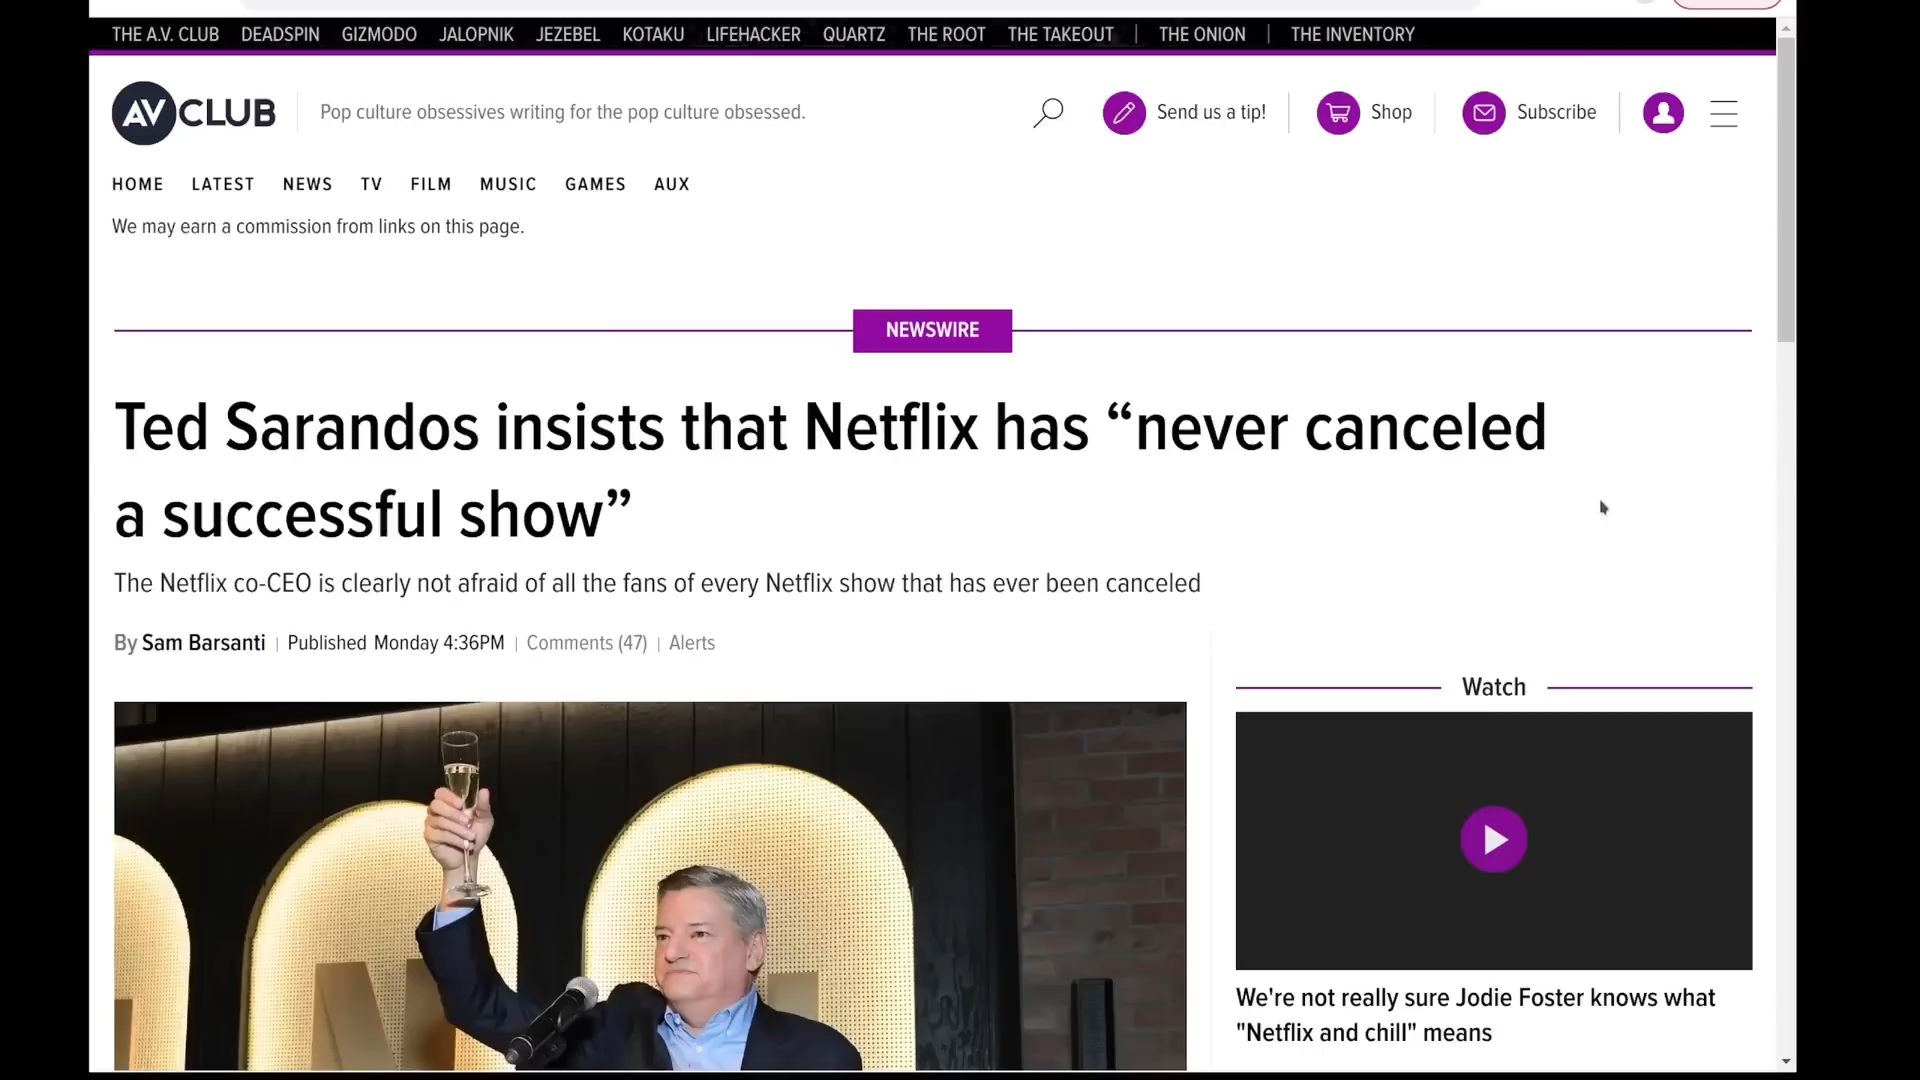 THE A.V. CLUB DEADSPIN GIZMODO JALOPNIK JEZEBEL KOTAKU LIFEHACKER QUARTZ THE ROOT THE TAKEOUT | THE ONION | THE INVENTORY
AV CLUB Pop culture obsessives writing for the pop culture obsessed. Send us a tip! Shop Subscribe
HOME LATEST NEWS TV FILM MUSIC GAMES AUX
We may earn a commission from links on this page.
NEWSWIRE
Ted Sarandos insists that Netflix has “never canceled
a successful show”
The Netflix co-CEO is clearly not afraid of all the fans of every Netflix show that has ever been canceled
By Sam Barsanti | Published Monday 4:36PM | Comments (47) | Alerts
Watch
We're not really sure Jodie Foster knows what
"Netflix and chill" means